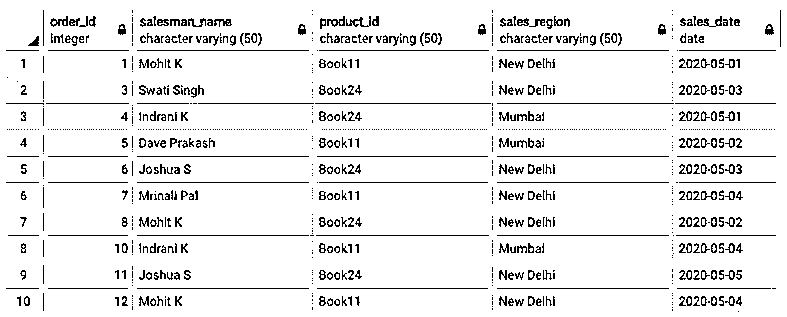 order_id salesman_name product_id sales_region sales_date
integer character varying (50) character varying (50) character varying (50) date
1 1 Mohit K Book11 New Delhi 2020-05-01
2 3 Swati Singh Book24 New Delhi 2020-05-03
3 4 Indrani K Book24 Mumbai 2020-05-01
4 5 Dave Prakash Book11 Mumbai 2020-05-02
5 6 Joshua S Book24 New Delhi 2020-05-03
6 7 Mrinali Pal Book11 New Delhi 2020-05-04
7 8 Mohit K Book24 New Delhi 2020-05-02
8 10 Indrani K Book11 Mumbai 2020-05-04
9 11 Joshua S Book24 New Delhi 2020-05-05
10 12 Mohit K Book11 New Delhi 2020-05-04